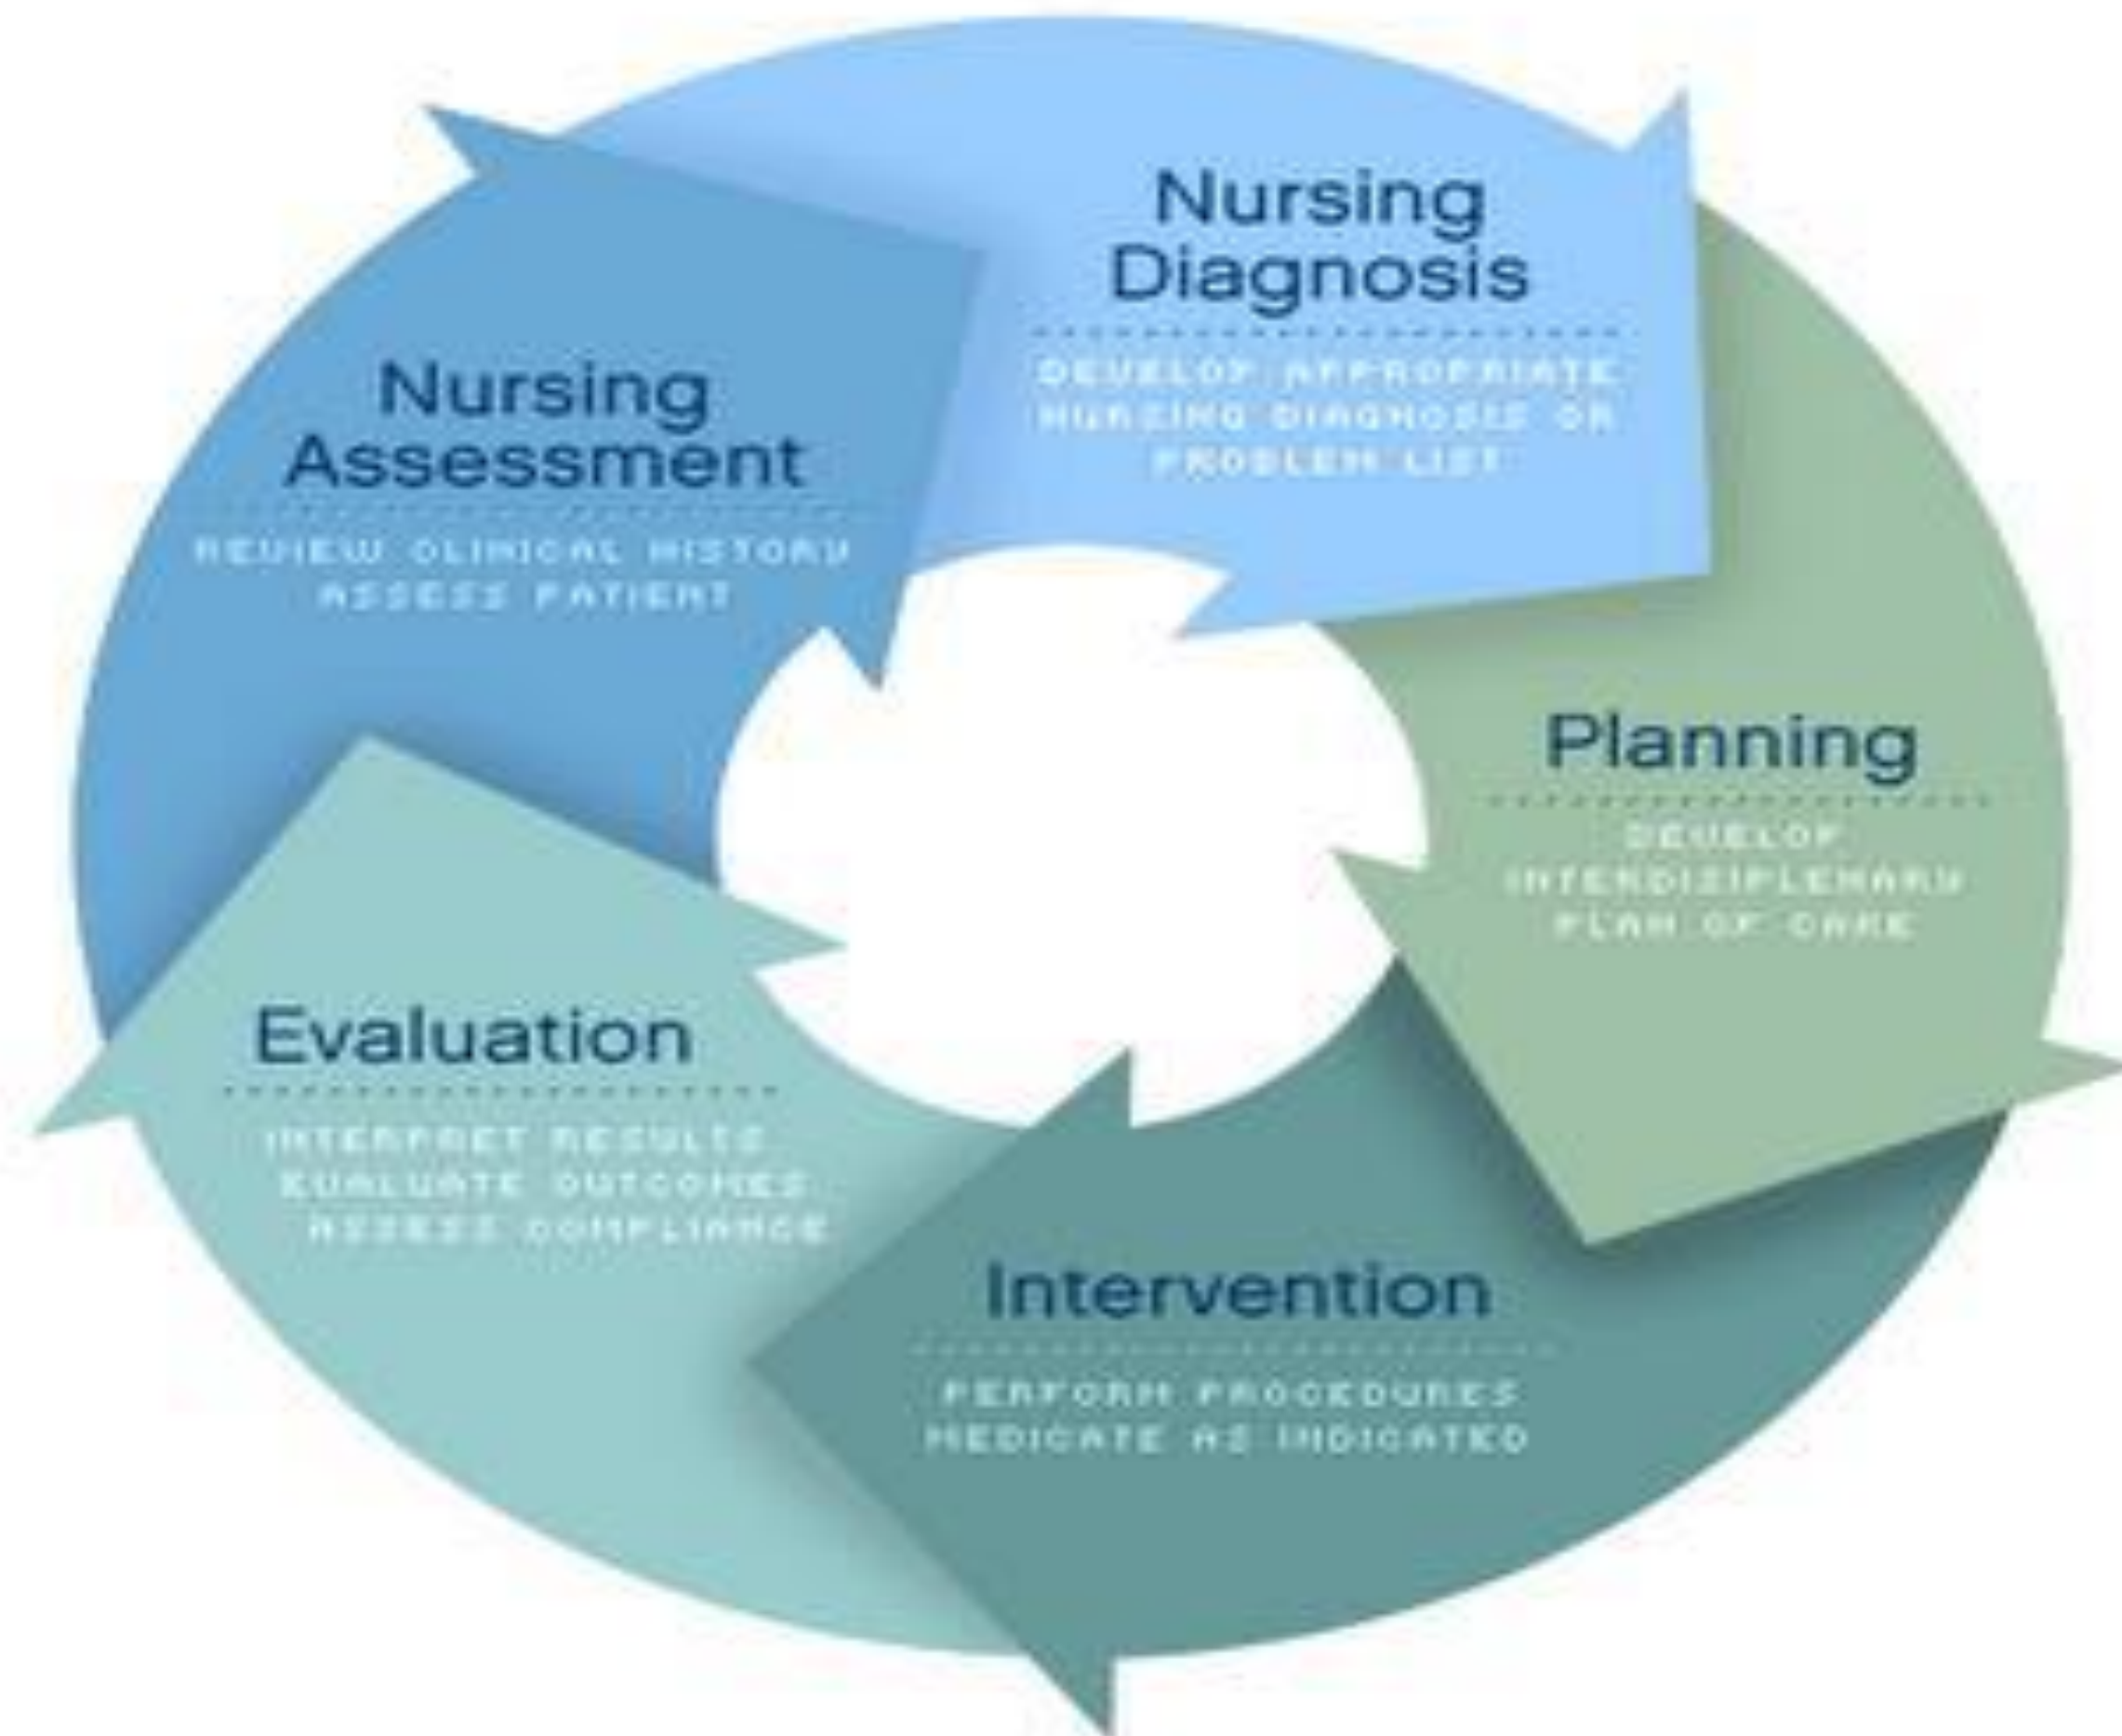 Nursing
Assessment
REVIEW CLINICAL HISTORY
ASSESS PATIENT
Nursing
Diagnosis
DEVELOP APPROPRIATE
NURSING DIAGNOSIS OR
PROBLEM LIST
Planning
DEVELOP
INTERDISIPLENARY
PLAN OF CARE
Intervention
PERFORM PROCEDURES
MEDICATE AS INDICATED
Evaluation
INTERPRET RESULTS
EVALUATE OUTCOMES
ASSESS COMPLIANCE